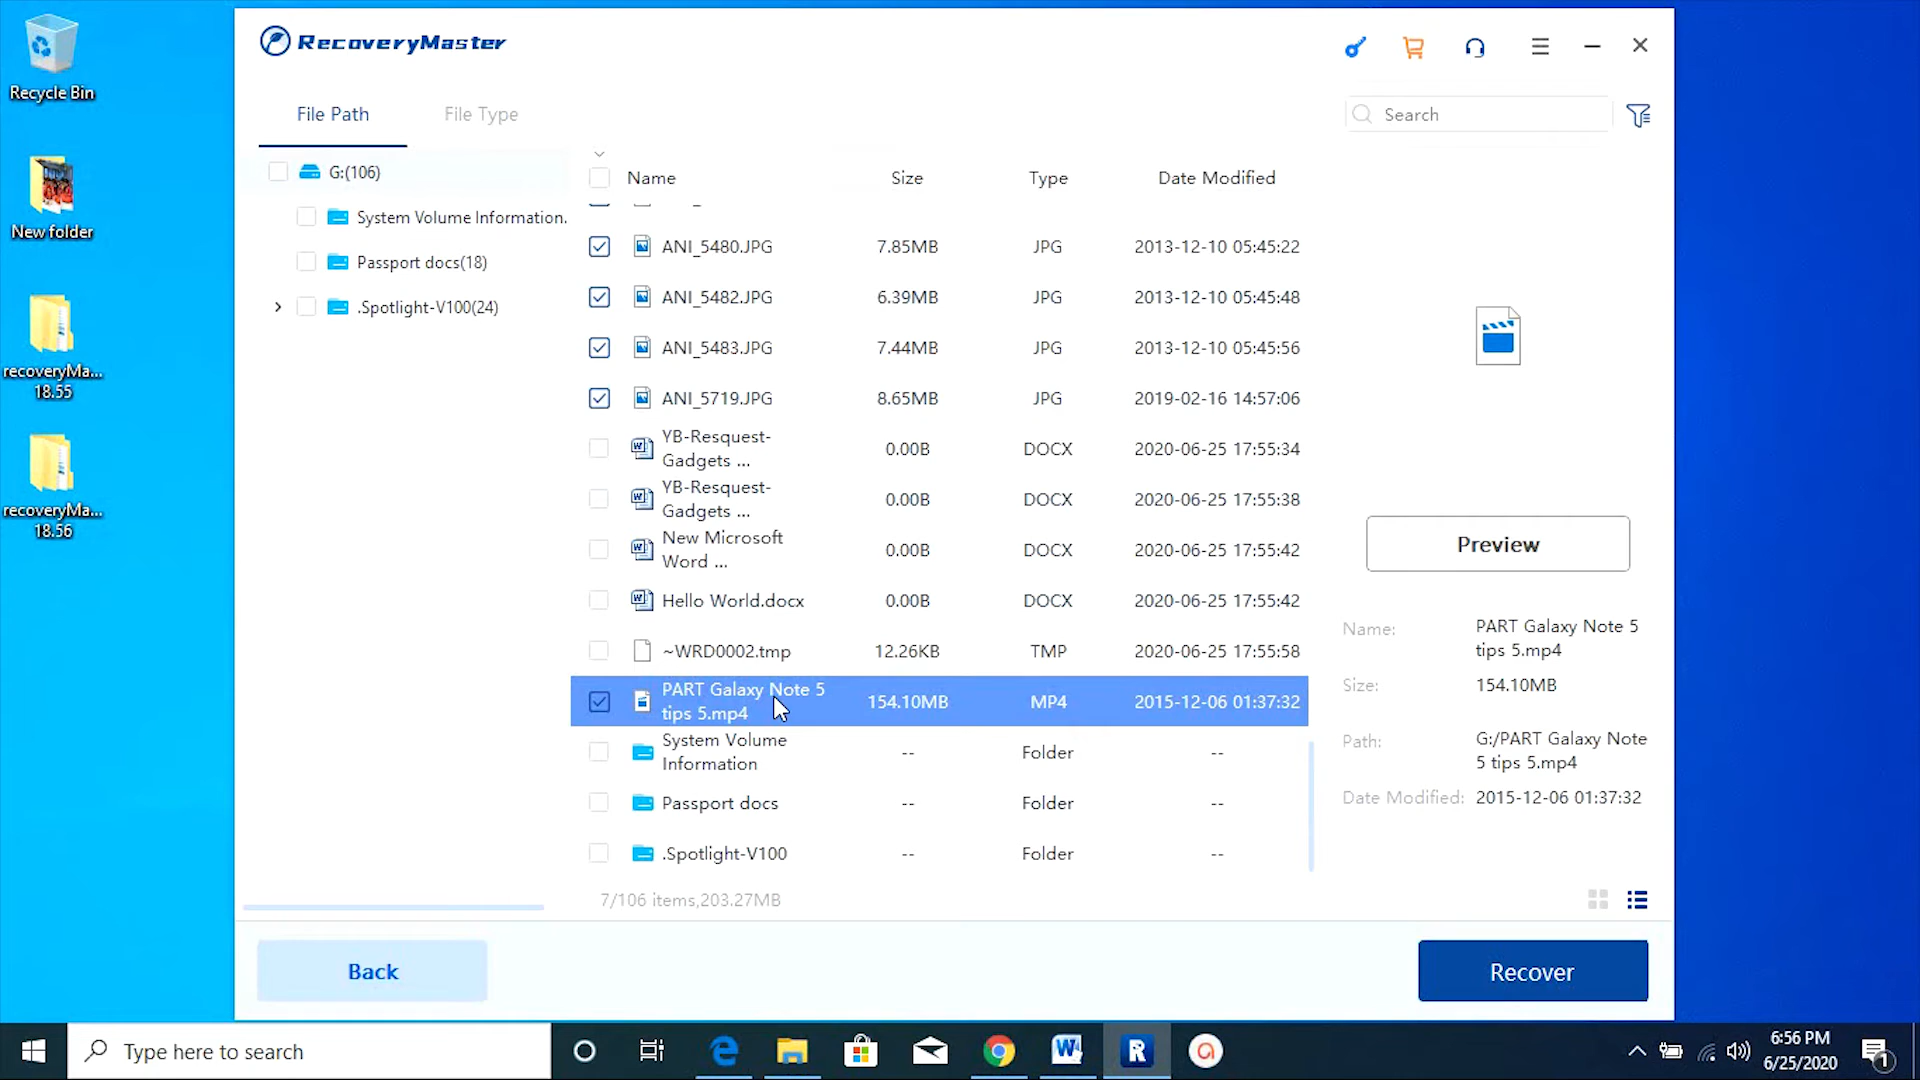 Recycle Bin
New folder
recoveryMa...
18.55
recoveryMa...
18.56
RecoveryMaster
File Path
File Type
Search
G:(106)
System Volume Information.
Passport docs(18)
.Spotlight-V100(24)
Name Size Type Date Modified
ANI_5480.JPG 7.85MB JPG 2013-12-10 05:45:22
ANI_5482.JPG 6.39MB JPG 2013-12-10 05:45:48
ANI_5483.JPG 7.44MB JPG 2013-12-10 05:45:56
ANI_5719.JPG 8.65MB JPG 2019-02-16 14:57:06
YB-Resquest-
Gadgets ... 0.00B DOCX 2020-06-25 17:55:34
YB-Resquest-
Gadgets ... 0.00B DOCX 2020-06-25 17:55:38
New Microsoft
Word ... 0.00B DOCX 2020-06-25 17:55:42
Hello World.docx 0.00B DOCX 2020-06-25 17:55:42
~WRD0002.tmp 12.26KB TMP 2020-06-25 17:55:58
PART Galaxy Note 5
tips 5.mp4 154.10MB MP4 2015-12-06 01:37:32
System Volume
Information -- Folder --
Passport docs -- Folder --
.Spotlight-V100 -- Folder --
7/106 items,203.27MB
Preview
Name: PART Galaxy Note 5
tips 5.mp4
Size: 154.10MB
Path: G:/PART Galaxy Note
5 tips 5.mp4
Date Modified: 2015-12-06 01:37:32
Back
Recover
Type here to search
W
R
6:56 PM
6/25/2020
1